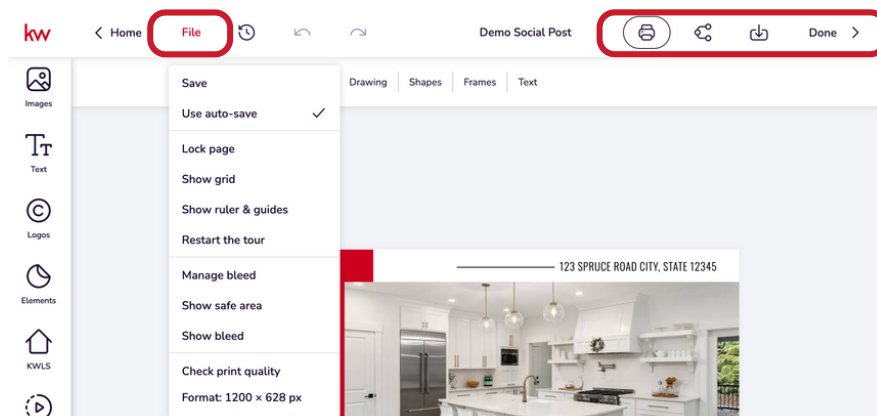 kw
Home
File
Demo Social Post
Done
Images
Text
Logos
Elements
KWLS
Drawing
Shapes
Frames
Text
Save
Use auto-save
Lock page
Show grid
Show ruler & guides
Restart the tour
Manage bleed
Show safe area
Show bleed
Check print quality
Format: 1200 × 628 px
123 SPRUCE ROAD CITY, STATE 12345